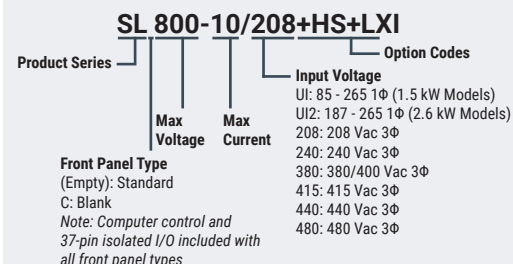 SL 800-10/208+HS+LXI
Product Series
Option Codes
Input Voltage
UI: 85 - 265 1Φ (1.5 kW Models)
UI2: 187 - 265 1Φ (2.6 kW Models)
208: 208 Vac 3Φ
240: 240 Vac 3Φ
380: 380/400 Vac 3Φ
415: 415 Vac 3Φ
440: 440 Vac 3Φ
480: 480 Vac 3Φ
Max
Voltage
Max
Current
Front Panel Type
(Empty): Standard
C: Blank
Note: Computer control and
37-pin isolated I/O included with
all front panel types